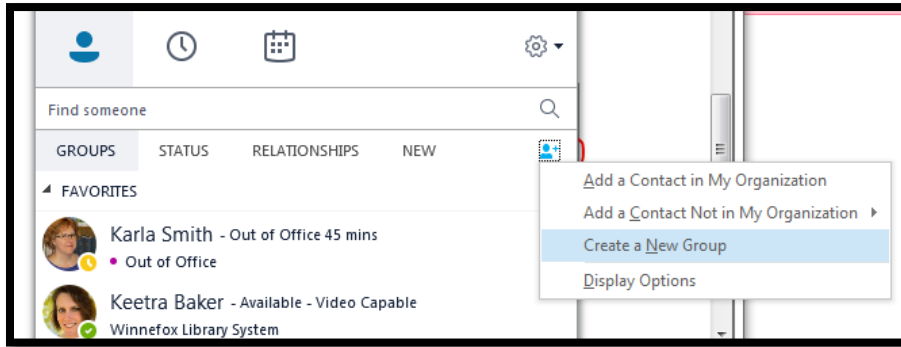 Find someone
GROUPS STATUS RELATIONSHIPS NEW
FAVORITES
Karla Smith - Out of Office 45 mins
Out of Office
Keetra Baker - Available - Video Capable
Winnefox Library System
Add a Contact in My Organization
Add a Contact Not in My Organization
Create a New Group
Display Options